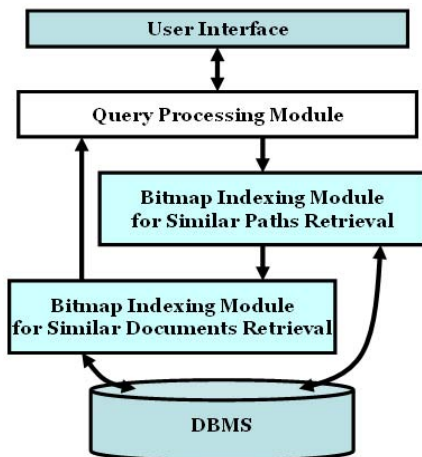 User Interface
Query Processing Module
Bitmap Indexing Module
for Similar Paths Retrieval
Bitmap Indexing Module
for Similar Documents Retrieval
DBMS